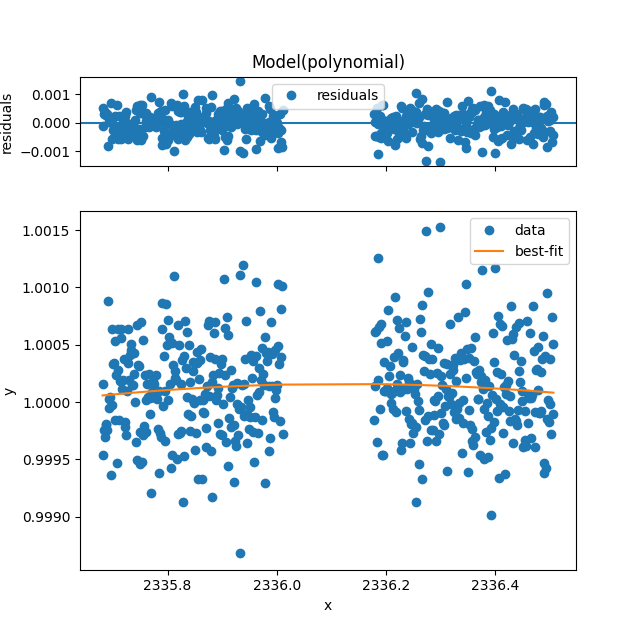 Model(polynomial)
residuals
0.001
0.000
−0.001
residuals
y
1.0015
1.0010
1.0005
1.0000
0.9995
0.9990
data
best-fit
2335.8
2336.0
2336.2
2336.4
x